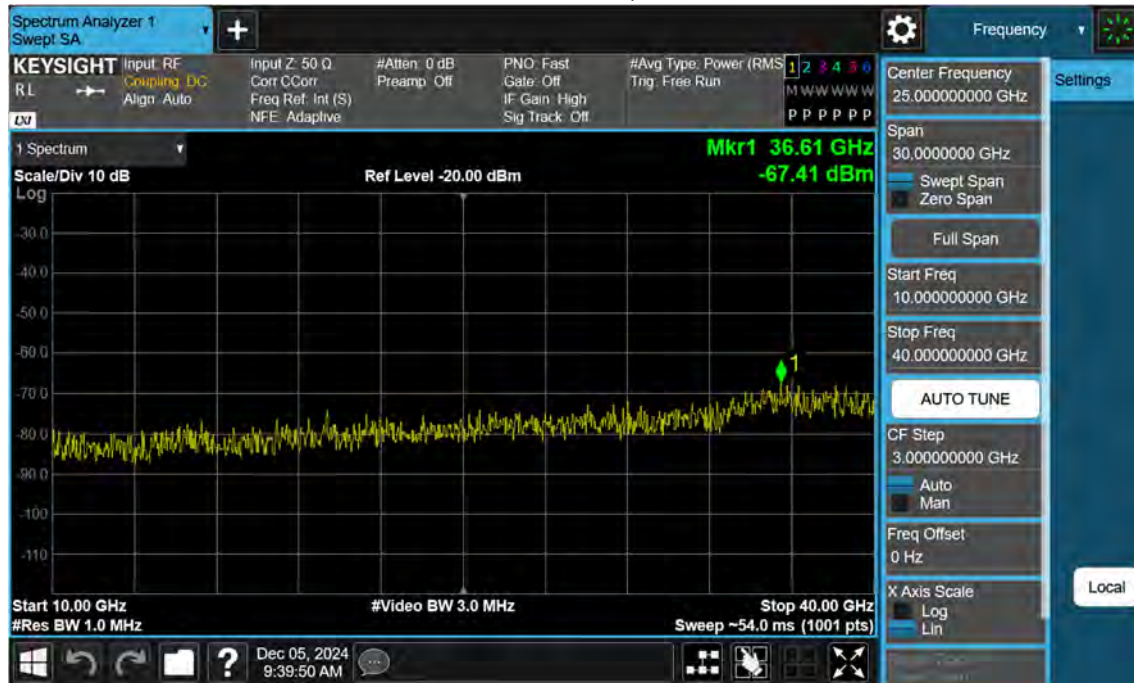 Spectrum Analyzer 1
Swept SA
+
Frequency
KEYSIGHT
RL
LXI
Input: RF
Coupling: DC
Align: Auto
Input Z: 50 Ω
Corr CCorr
Freq Ref: Int (S)
NFE: Adaptive
#Atten: 0 dB
Preamp: Off
PNO: Fast
Gate: Off
IF Gain: High
Sig Track: Off
#Avg Type: Power (RMS
Trig: Free Run
1 2 3 4 5 6
M W W W W W
P P P P P P
1 Spectrum
Scale/Div 10 dB
Log
Ref Level -20.00 dBm
Mkr1 36.61 GHz
-67.41 dBm
-30.0
-40.0
-50.0
-60.0
-70.0
-80.0
-90.0
-100
-110
1
Start 10.00 GHz
#Res BW 1.0 MHz
#Video BW 3.0 MHz
Stop 40.00 GHz
Sweep ~54.0 ms (1001 pts)
?
Dec 05, 2024
9:39:50 AM
Center Frequency
25.000000000 GHz
Span
30.0000000 GHz
Swept Span
Zero Span
Full Span
Start Freq
10.000000000 GHz
Stop Freq
40.000000000 GHz
AUTO TUNE
CF Step
3.000000000 GHz
Auto
Man
Freq Offset
0 Hz
X Axis Scale
Log
Lin
Settings
Local